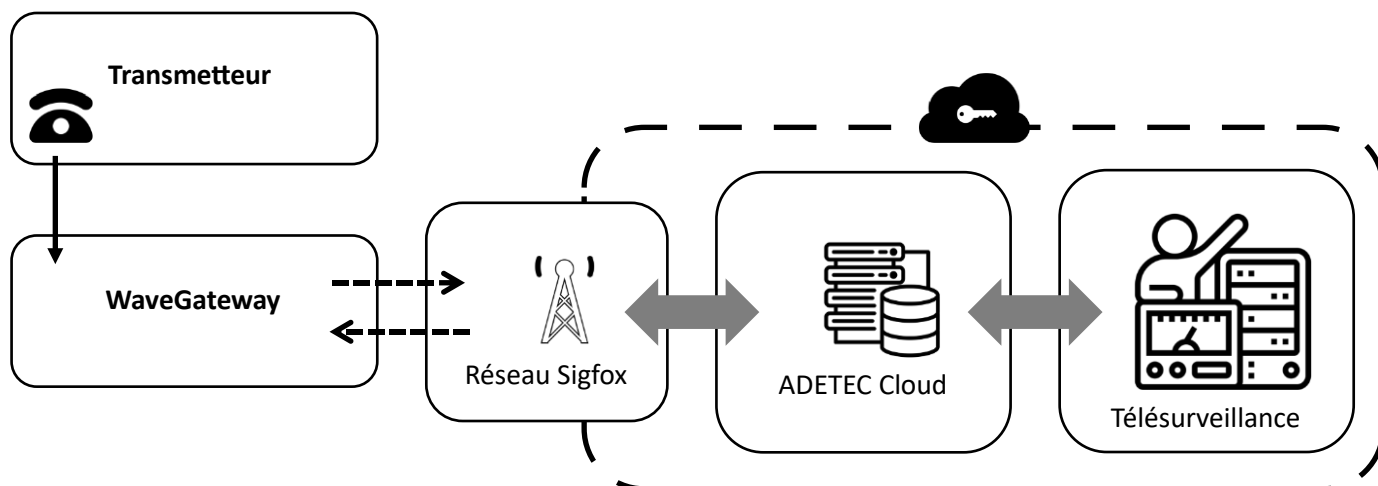 Transmetteur
WaveGateway
Réseau Sigfox
ADETEC Cloud
Télésurveillance